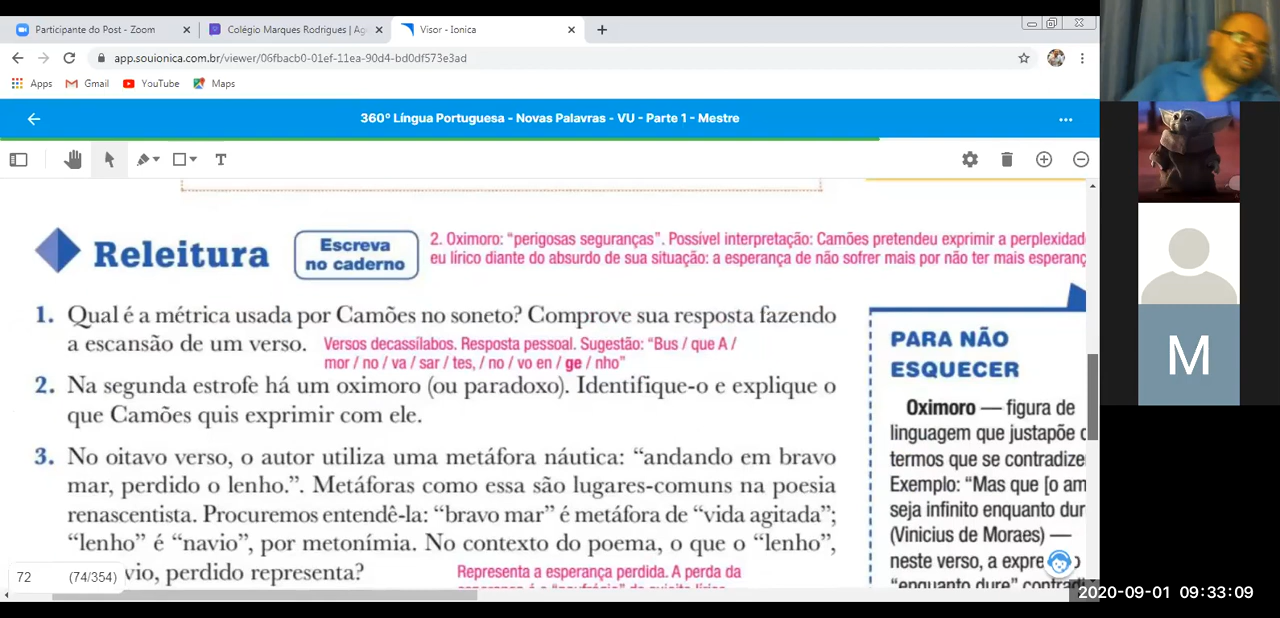 Participante do Post - Zoom
Colégio Marques Rodrigues | Ag
Visor - Ionica
app.souionica.com.br/viewer/06fbacb0-01ef-11ea-90d4-bd0df573e3ad
Apps Gmail YouTube Maps
360º Língua Portuguesa - Novas Palavras - VU - Parte 1 - Mestre
T
Releitura
Escreva
no caderno
2. Oximoro: “perigosas seguranças”. Possível interpretação: Camões pretendeu exprimir a perplexidad
eu lírico diante do absurdo de sua situação: a esperança de não sofrer mais por não ter mais esperanç
1. Qual é a métrica usada por Camões no soneto? Comprove sua resposta fazendo
a escansão de um verso.
Versos decassílabos. Resposta pessoal. Sugestão: “Bus / que A /
mor / no / va / sar / tes, / no / vo en / ge / nho”
2. Na segunda estrofe há um oximoro (ou paradoxo). Identifique-o e explique o
que Camões quis exprimir com ele.
3. No oitavo verso, o autor utiliza uma metáfora náutica: “andando em bravo
mar, perdido o lenho.”. Metáforas como essa são lugares-comuns na poesia
renascentista. Procuremos entendê-la: “bravo mar” é metáfora de “vida agitada”;
“lenho” é “navio”, por metonímia. No contexto do poema, o que o “lenho”,
vio, perdido representa?
Representa a esperança perdida. A perda da
72 (74/354)
PARA NÃO
ESQUECER
Oximoro — figura de
linguagem que justapõe
termos que se contradize
Exemplo: “Mas que [o am
seja infinito enquanto dur
(Vinicius de Moraes) —
neste verso, a expre
“enquanto dure” contradi
M
2020-09-01 09:33:09